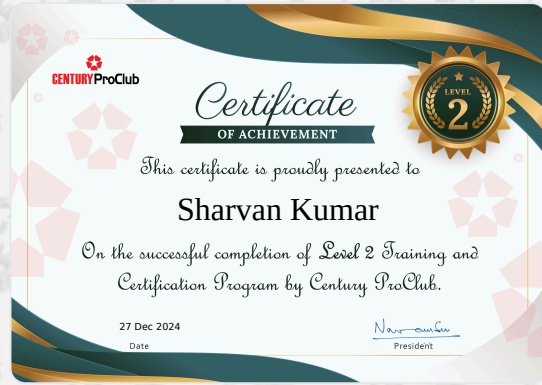 CENTURY ProClub
LEVEL
2
Certificate
OF ACHIEVEMENT
This certificate is proudly presented to
Sharvan Kumar
On the successful completion of Level 2 Training and
Certification Program by Century ProClub.
27 Dec 2024
Date
President